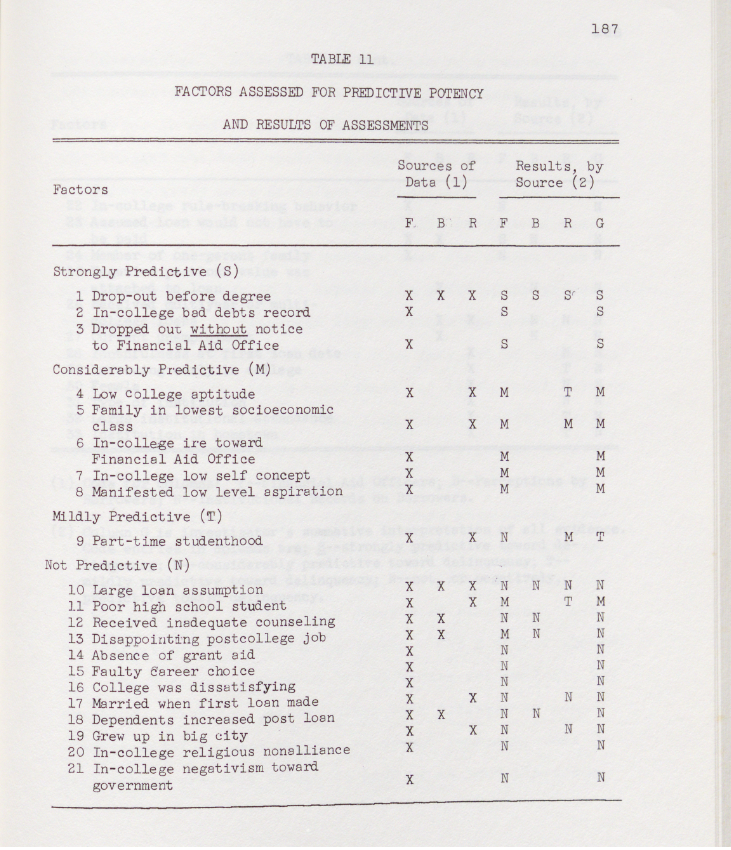 187
TABLE 11
FACTORS ASSESSED FOR PREDICTIVE POTENCY
AND RESULTS OF ASSESSMENTS
Sources of Results, by
Factors Data (1) Source (2)
F B R F B R G
Strongly Predictive (S)
1 Drop-out before degree X X X S S S S
2 In-college bad debts record X S S
3 Dropped out without notice
to Financial Aid Office X S S
Considerably Predictive (M)
4 Low college aptitude X X M T M
5 Family in lowest socioeconomic
class X X M M M
6 In-college ire toward
Financial Aid Office X M M
7 In-college low self concept X M M
8 Manifested low level aspiration X M M
Mildly Predictive (T)
9 Part-time studenthood X X N M T
Not Predictive (N)
10 Large loan assumption X X X N N N N
11 Poor high school student X X M T M
12 Received inadequate counseling X X N N N
13 Disappointing postcollege job X X M N N
14 Absence of grant aid X N N
15 Faulty career choice X N N
16 College was dissatisfying X N N
17 Married when first loan made X X N N N
18 Dependents increased post loan X X N N N
19 Grew up in big city X X N N N
20 In-college religious nonalliance X N N
21 In-college negativism toward
government X N N